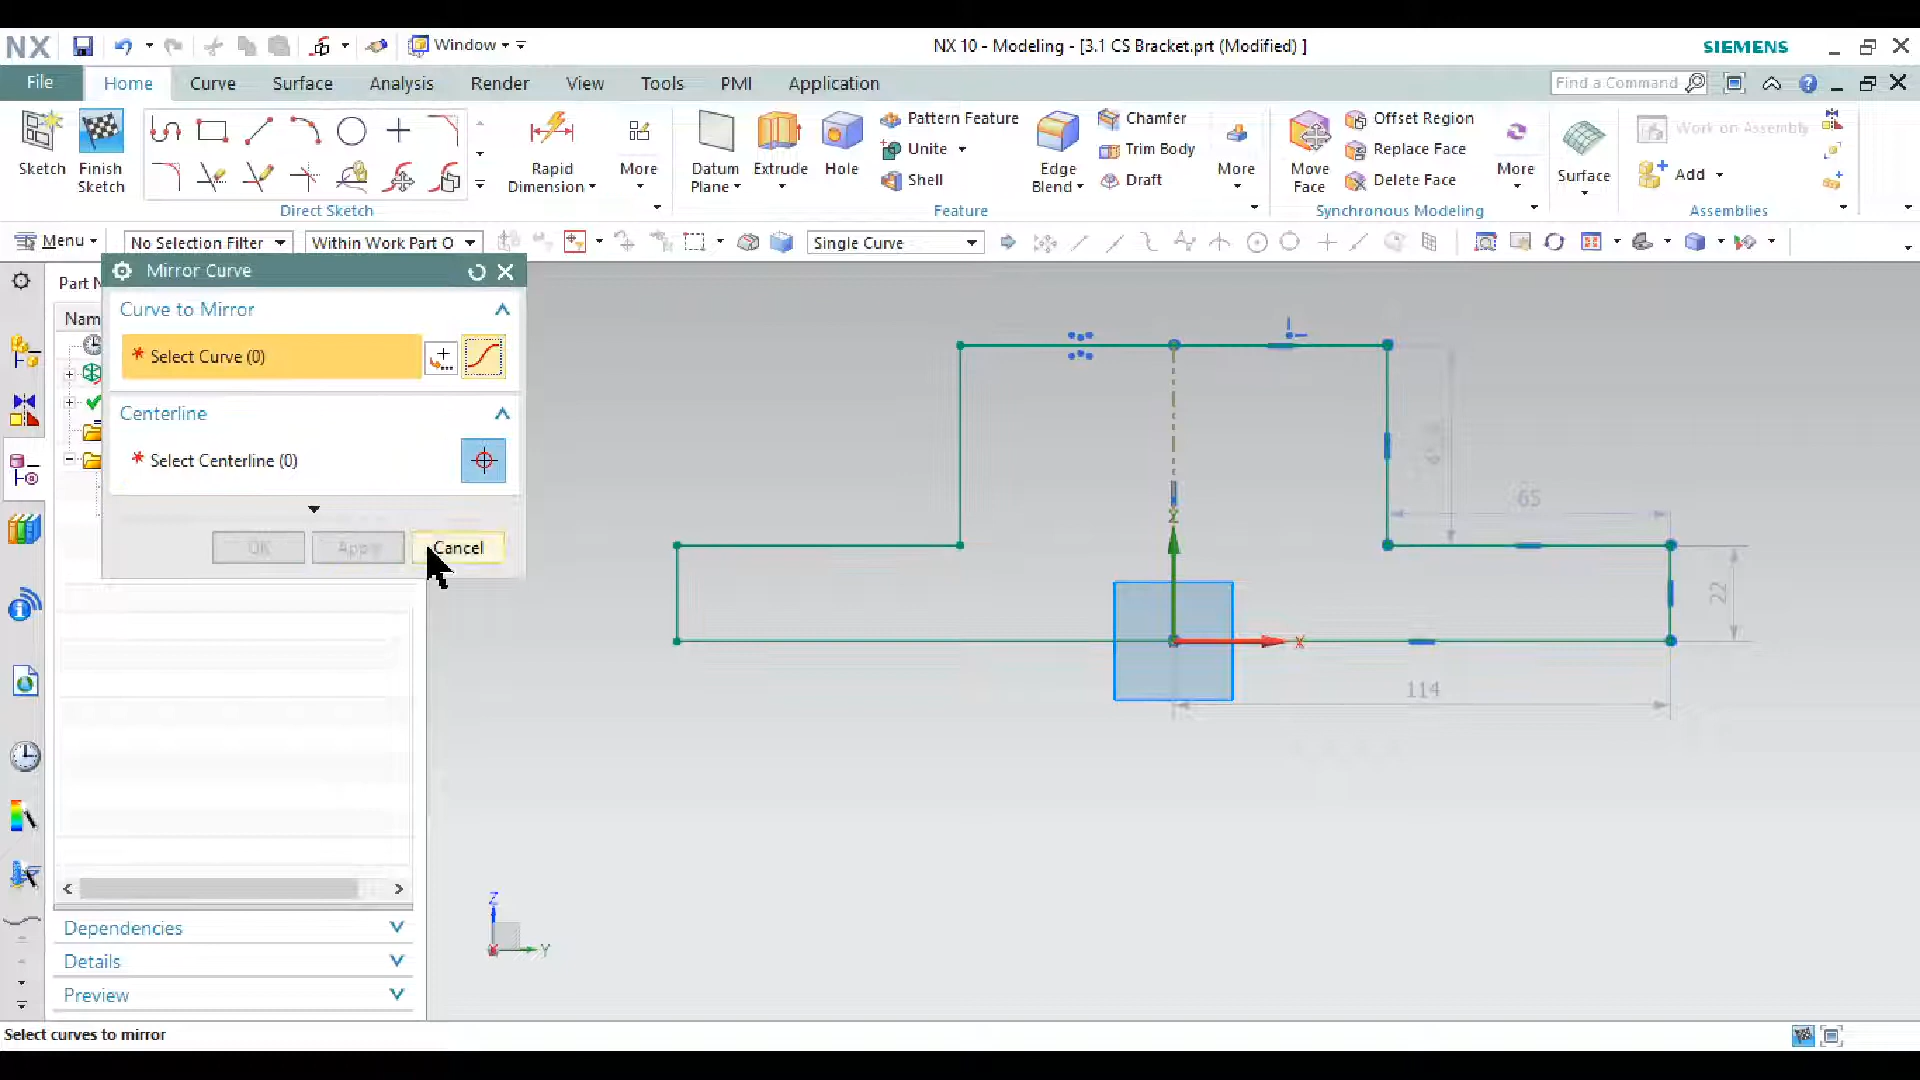 NX Window NX 10 - Modeling - [3.1 CS Bracket.prt (Modified) ] SIEMENS
File Home Curve Surface Analysis Render View Tools PMI Application Find a Command
Sketch Finish Sketch Rapid Dimension More Datum Plane Extrude Hole Pattern Feature Unite Shell Edge Blend Chamfer Trim Body Draft More Move Face Offset Region Replace Face Delete Face More Surface Work on Assembly Add
Direct Sketch Feature Synchronous Modeling Assemblies
Menu No Selection Filter Within Work Part O Single Curve
Mirror Curve
Part N
Curve to Mirror
Nam
* Select Curve (0)
Centerline
* Select Centerline (0)
OK Apply Cancel
65
X
22
114
Z
Y
X
Dependencies
Details
Preview
Select curves to mirror